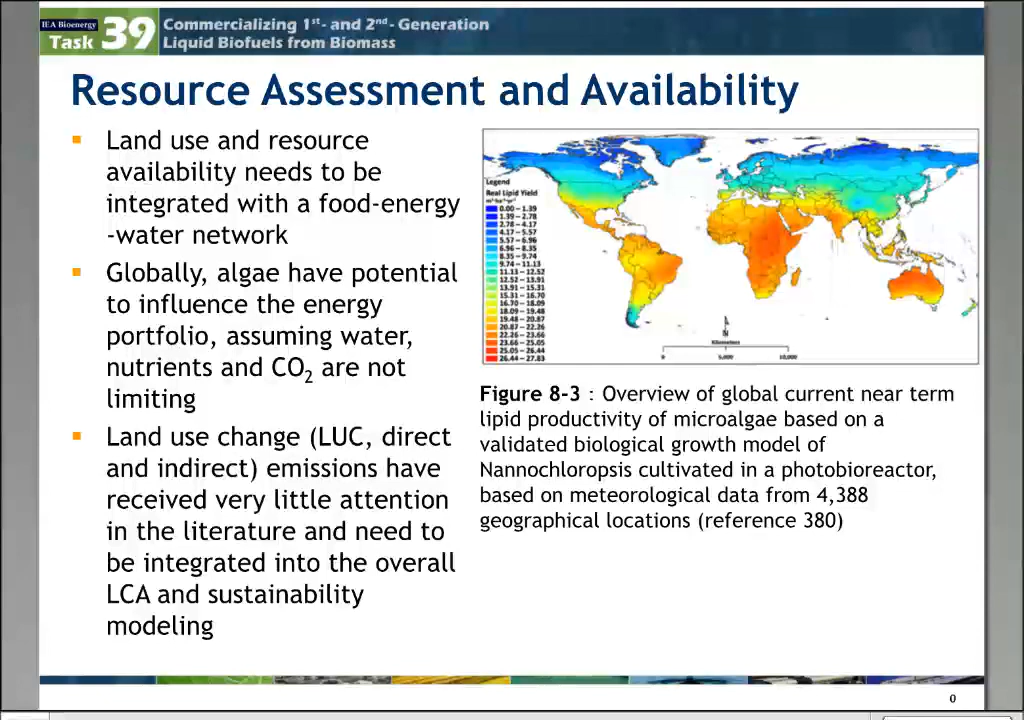 IEA Bioenergy
Task 39
Commercializing 1st- and 2nd- Generation
Liquid Biofuels from Biomass
Resource Assessment and Availability
Land use and resource
availability needs to be
integrated with a food-energy
-water network
Globally, algae have potential
to influence the energy
portfolio, assuming water,
nutrients and CO2 are not
limiting
Land use change (LUC, direct
and indirect) emissions have
received very little attention
in the literature and need to
be integrated into the overall
LCA and sustainability
modeling
Legend
Real Lipid Yield
0.00 – 1.39
1.39 – 2.78
2.78 – 4.17
4.17 – 5.57
5.57 – 6.96
6.96 – 8.35
8.35 – 9.74
9.74 – 11.13
11.13 – 12.52
12.52 – 13.91
13.91 – 15.31
15.31 – 16.70
16.70 – 18.09
18.09 – 19.48
19.48 – 20.87
20.87 – 22.26
22.26 – 23.66
23.66 – 25.05
25.05 – 26.44
26.44 – 27.83
N
Kilometers
0 5,000 10,000
Figure 8-3 : Overview of global current near term
lipid productivity of microalgae based on a
validated biological growth model of
Nannochloropsis cultivated in a photobioreactor,
based on meteorological data from 4,388
geographical locations (reference 380)
0